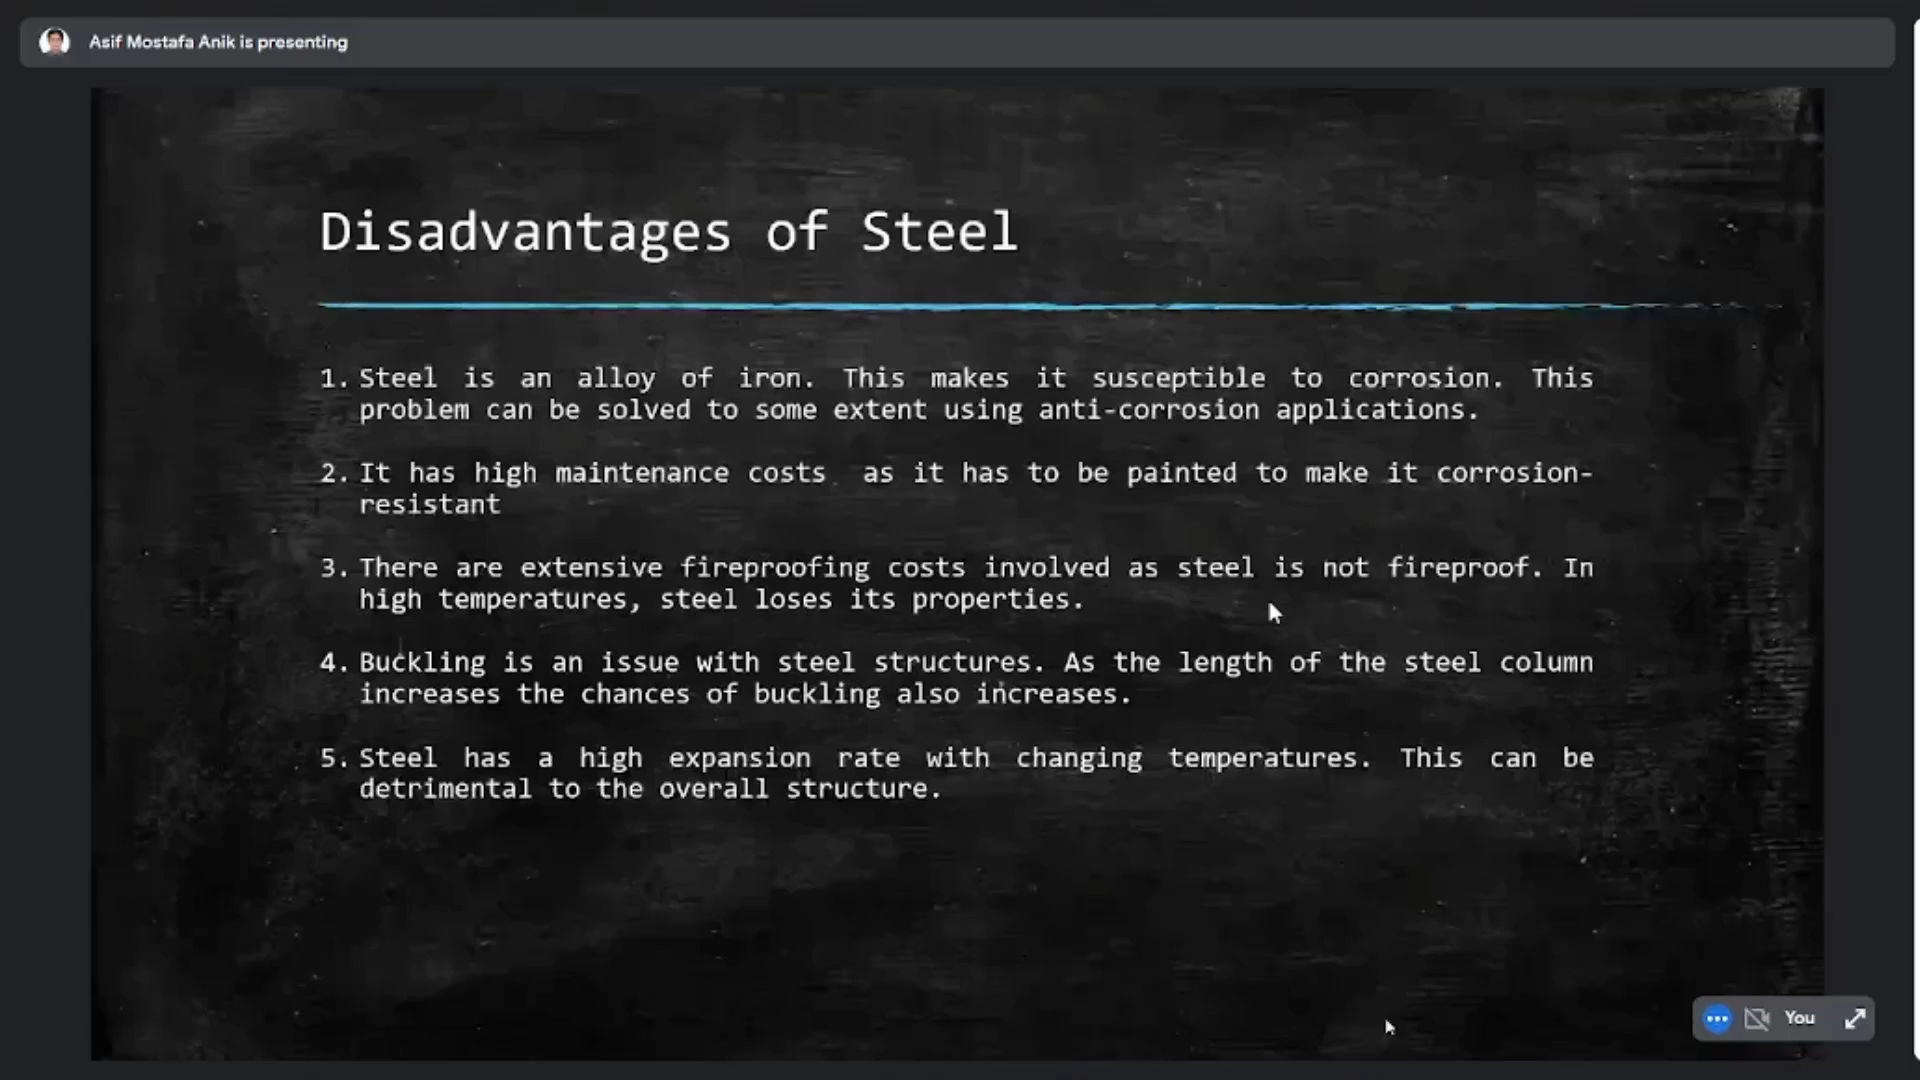 Asif Mostafa Anik is presenting
Disadvantages of Steel
1. Steel is an alloy of iron. This makes it susceptible to corrosion. This
problem can be solved to some extent using anti-corrosion applications.
2. It has high maintenance costs as it has to be painted to make it corrosion-
resistant
3. There are extensive fireproofing costs involved as steel is not fireproof. In
high temperatures, steel loses its properties.
4. Buckling is an issue with steel structures. As the length of the steel column
increases the chances of buckling also increases.
5. Steel has a high expansion rate with changing temperatures. This can be
detrimental to the overall structure.
You